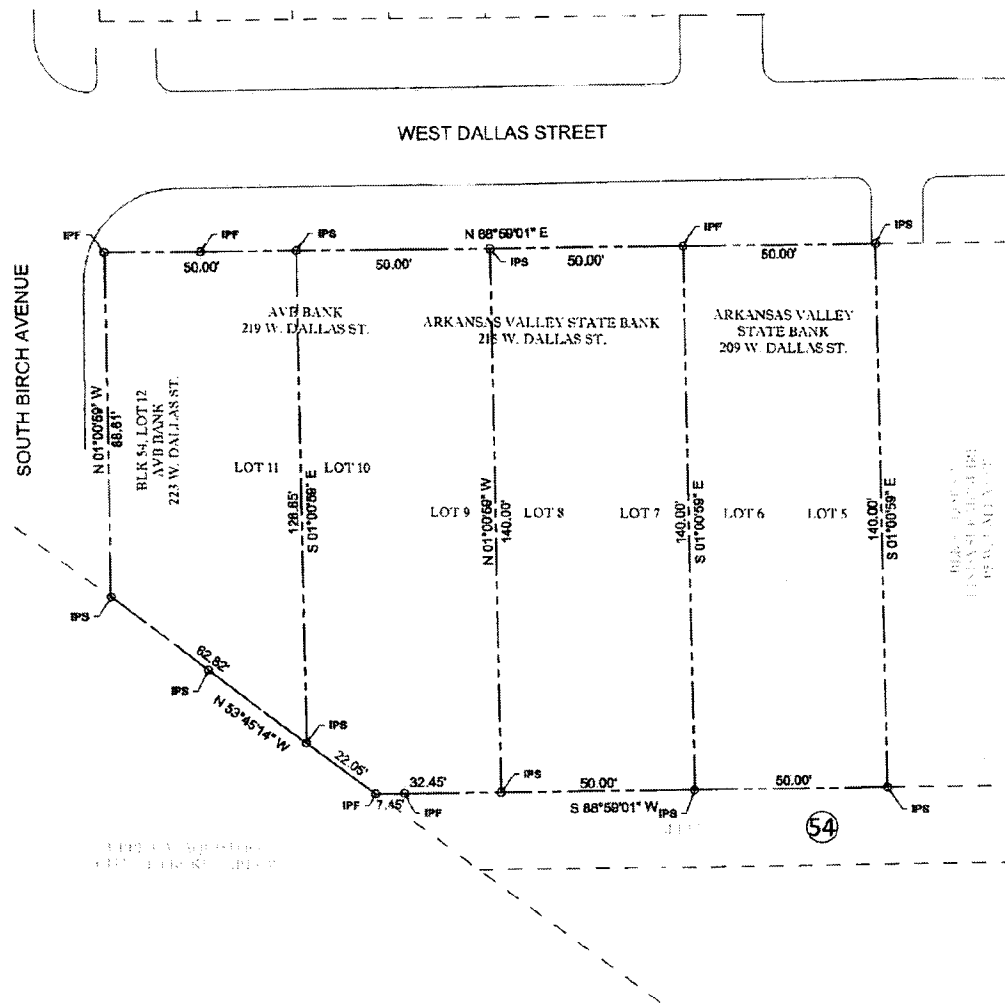 WEST DALLAS STREET
SOUTH BIRCH AVENUE
IPF
IPF
IPS
N 88°59'01" E
IPS
IPF
IPS
50.00'
50.00'
50.00'
50.00'
AVB BANK
219 W. DALLAS ST.
ARKANSAS VALLEY STATE BANK
215 W. DALLAS ST.
ARKANSAS VALLEY
STATE BANK
209 W. DALLAS ST.
N 01°00'59" W
88.61'
BLK 54, LOT 12
AVB BANK
223 W. DALLAS ST.
LOT 11
LOT 10
128.65'
S 01°00'59" E
LOT 9
N 01°00'59" W
140.00'
LOT 8
LOT 7
140.00'
S 01°00'59" E
LOT 6
LOT 5
140.00'
S 01°00'59" E
IPS
62.82'
IPS
N 53°45'14" W
IPS
22.05'
32.45'
IPS
50.00'
50.00'
IPF
7.45'
IPF
S 88°59'01" W
IPS
IPS
54